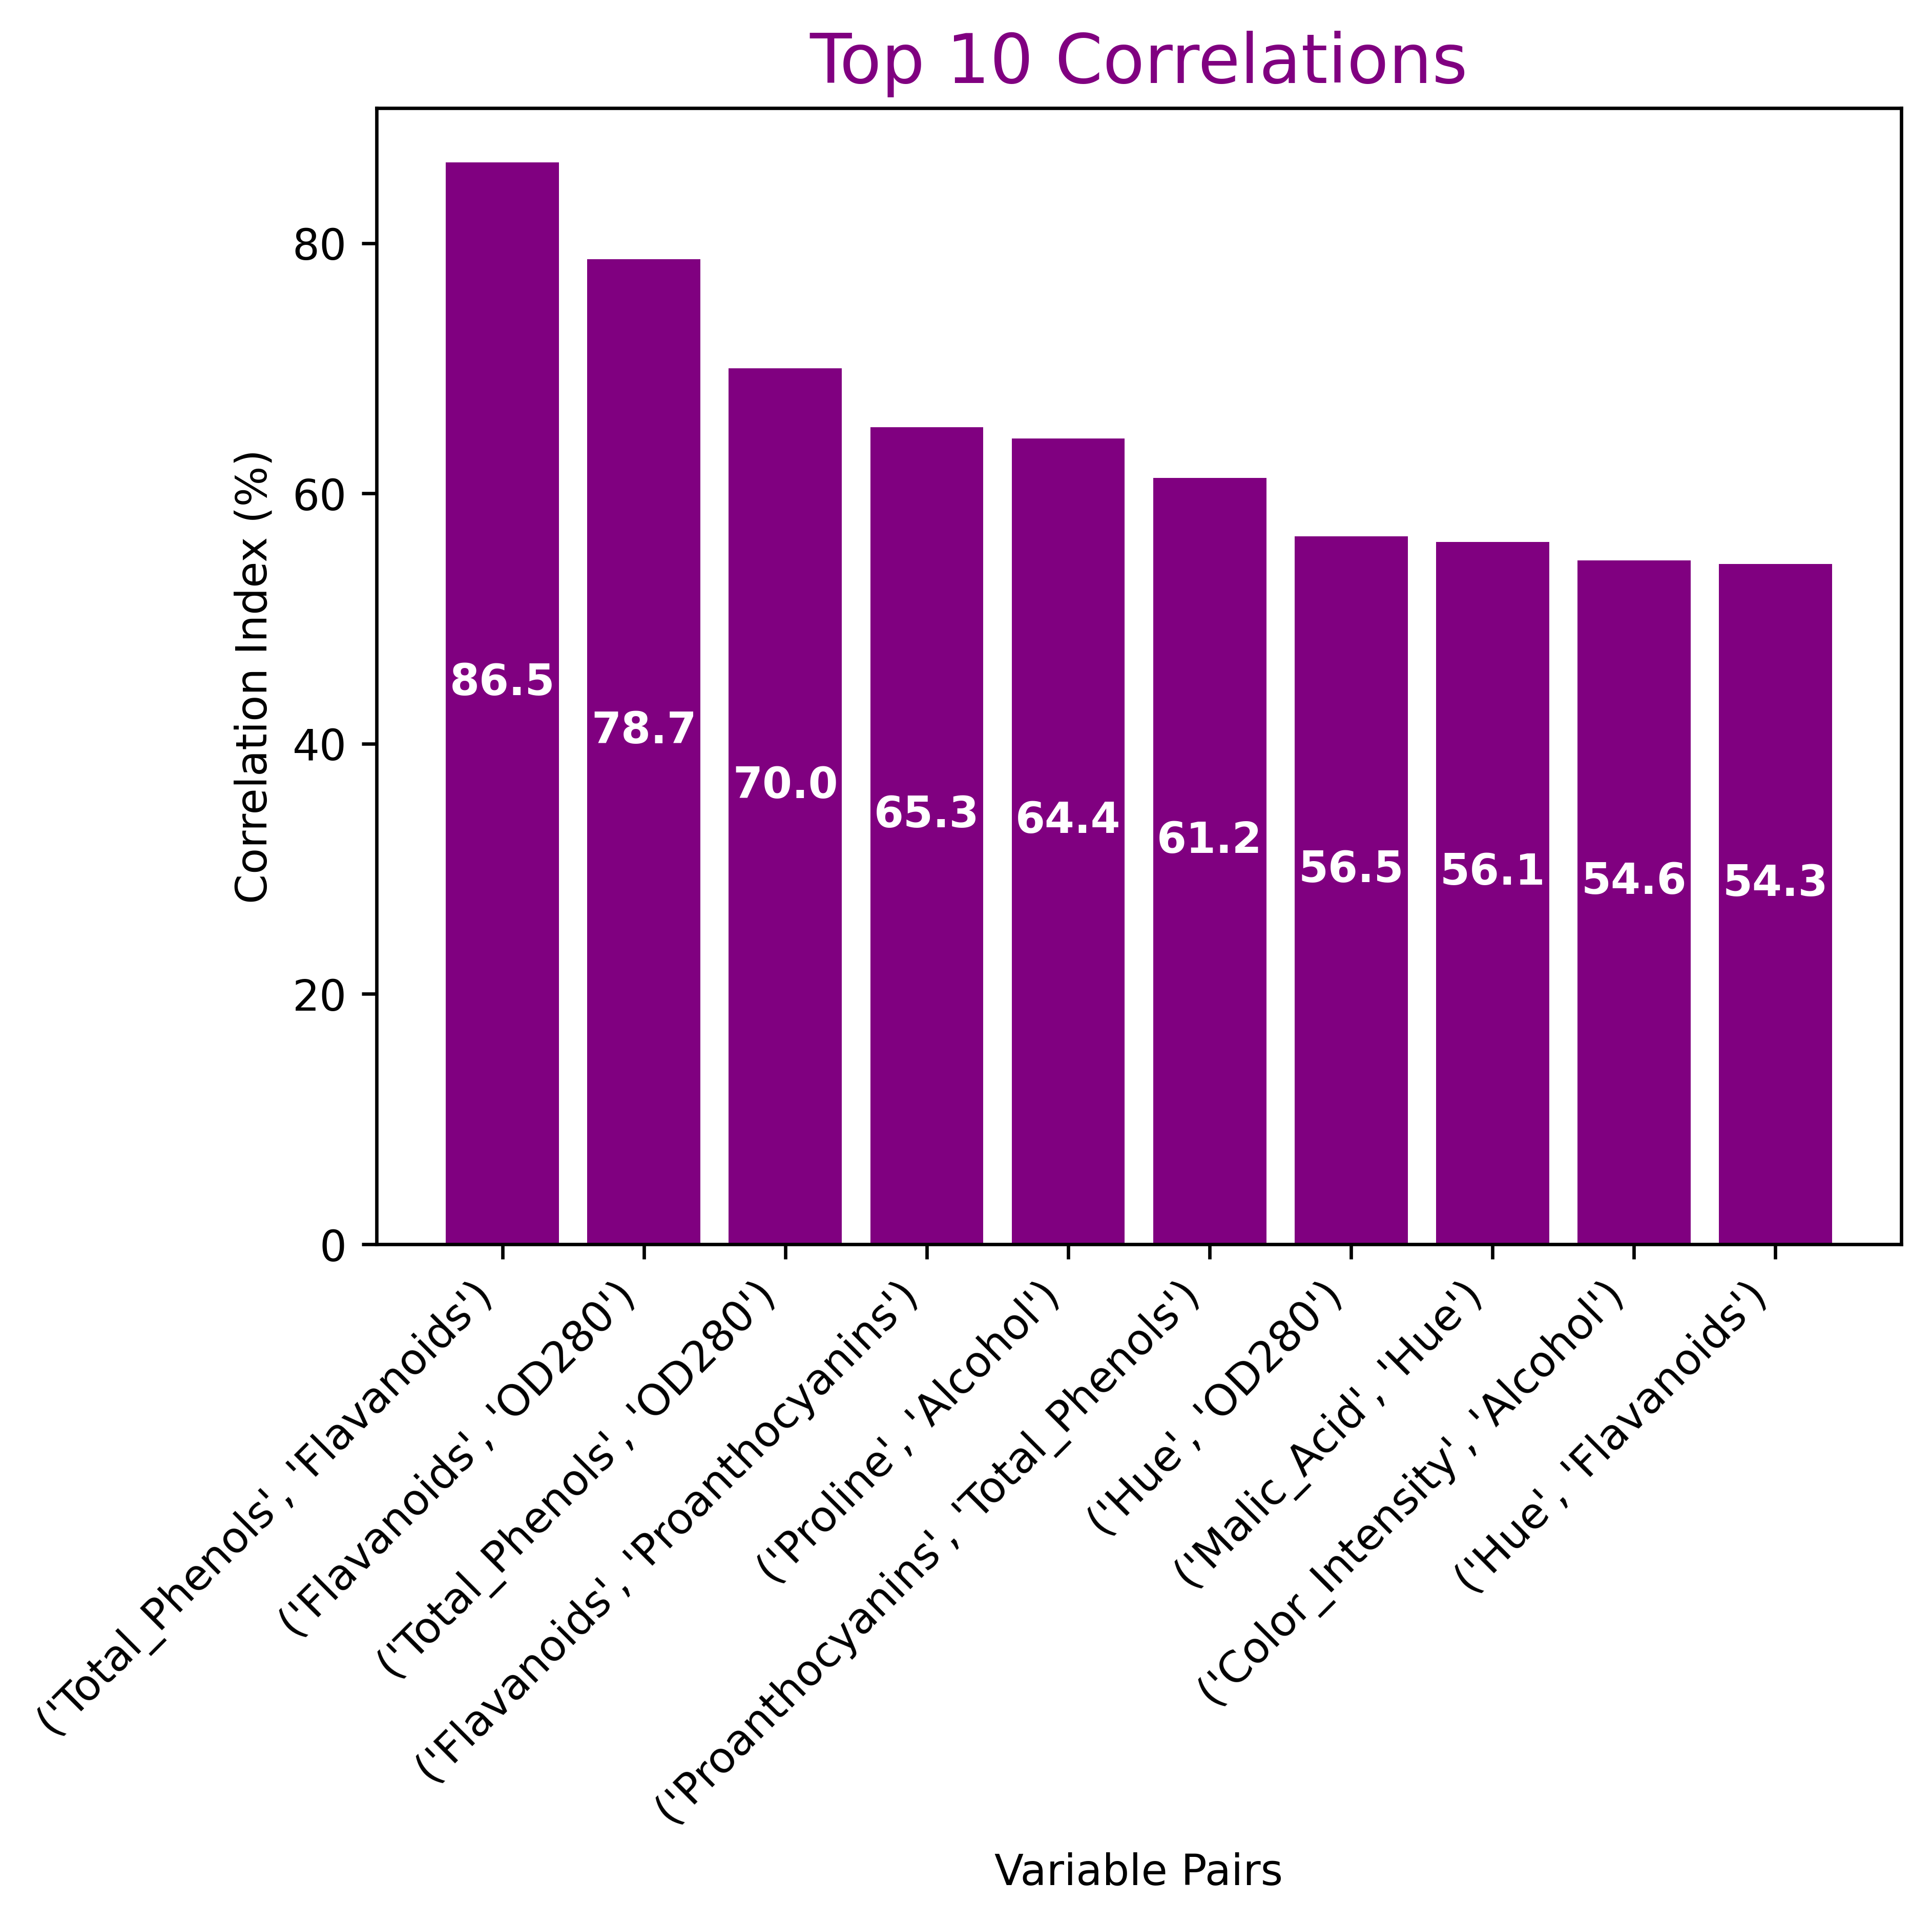 Top 10 Correlations
Correlation Index (%)
80
60
40
20
0
86.5
78.7
70.0
65.3
64.4
61.2
56.5
56.1
54.6
54.3
('Total_Phenols', 'Flavanoids')
('Flavanoids', 'OD280')
('Total_Phenols', 'OD280')
('Flavanoids', 'Proanthocyanins')
('Proline', 'Alcohol')
('Proanthocyanins', 'Total_Phenols')
('Hue', 'OD280')
('Malic_Acid', 'Hue')
('Color_Intensity', 'Alcohol')
('Hue', 'Flavanoids')
Variable Pairs